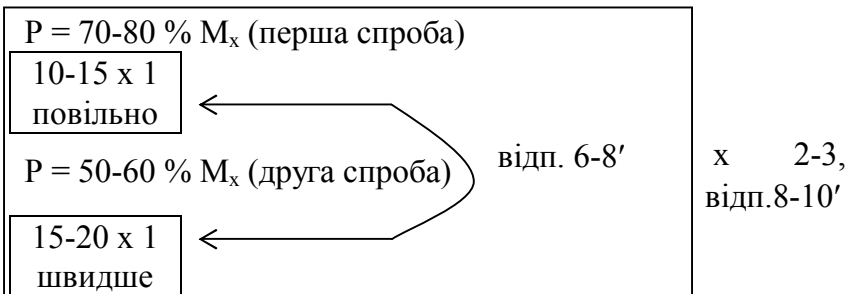 P = 70-80 % Mₓ (перша спроба)
10-15 x 1
повільно
P = 50-60 % Mₓ (друга спроба)
15-20 x 1
швидше
відп. 6-8′
х 2-3,
відп.8-10′